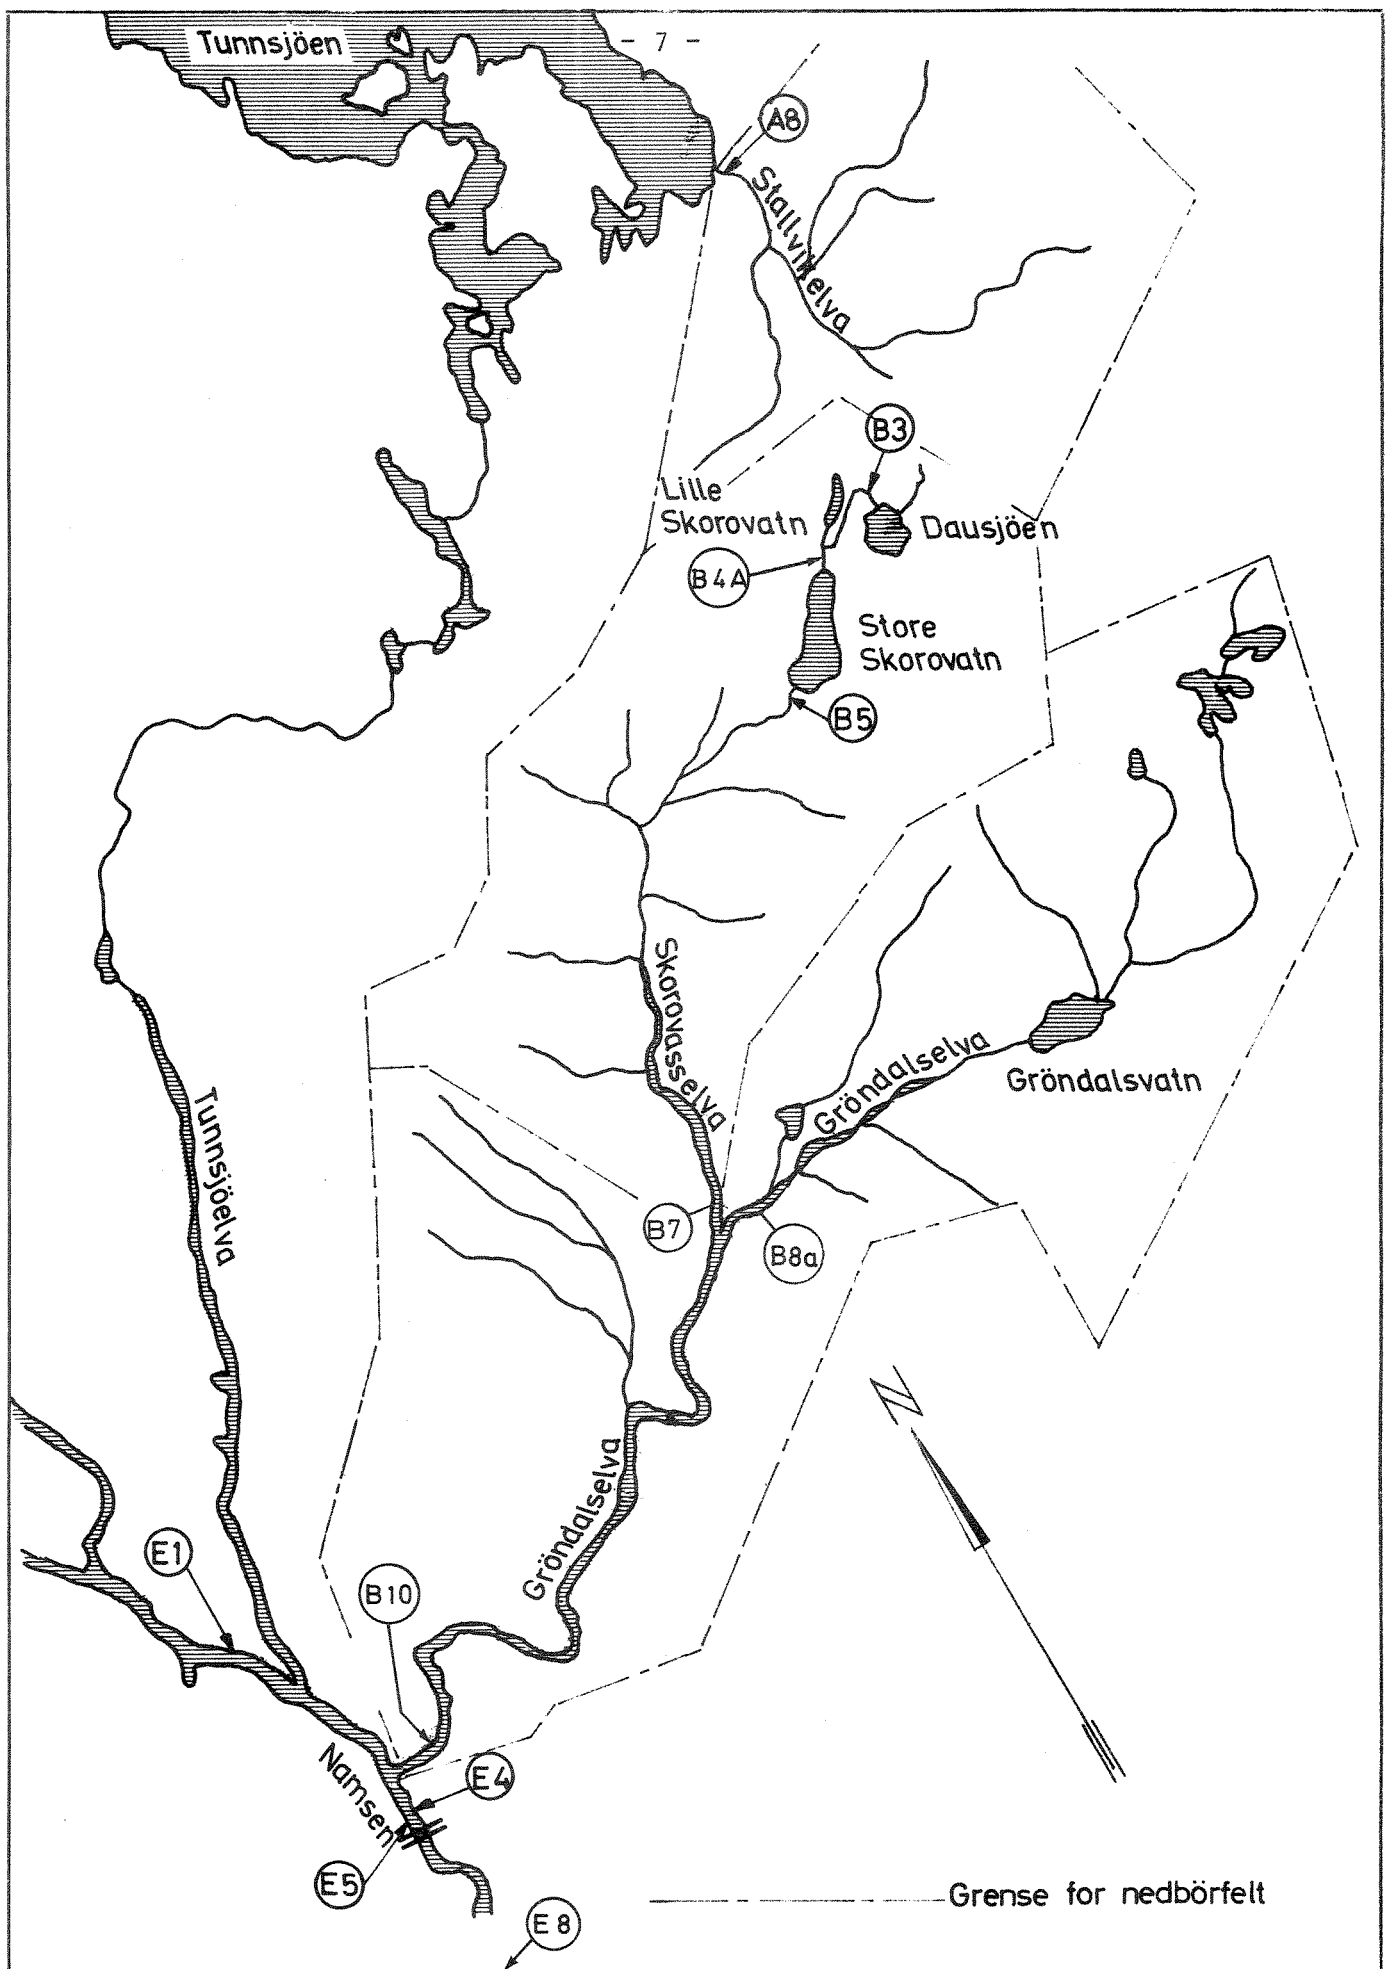 - 7 -
Tunnsjöen
A8
Stallvikelva
B3
Lille
Skorovatn
Dausjöen
B4A
Store
Skorovatn
B5
Skorovasselva
Gröndalselva
Gröndalsvatn
Tunnsjöelva
B7
B8a
N
Gröndalselva
E1
B10
Namsen
E4
E5
Grense for nedbörfelt
E8